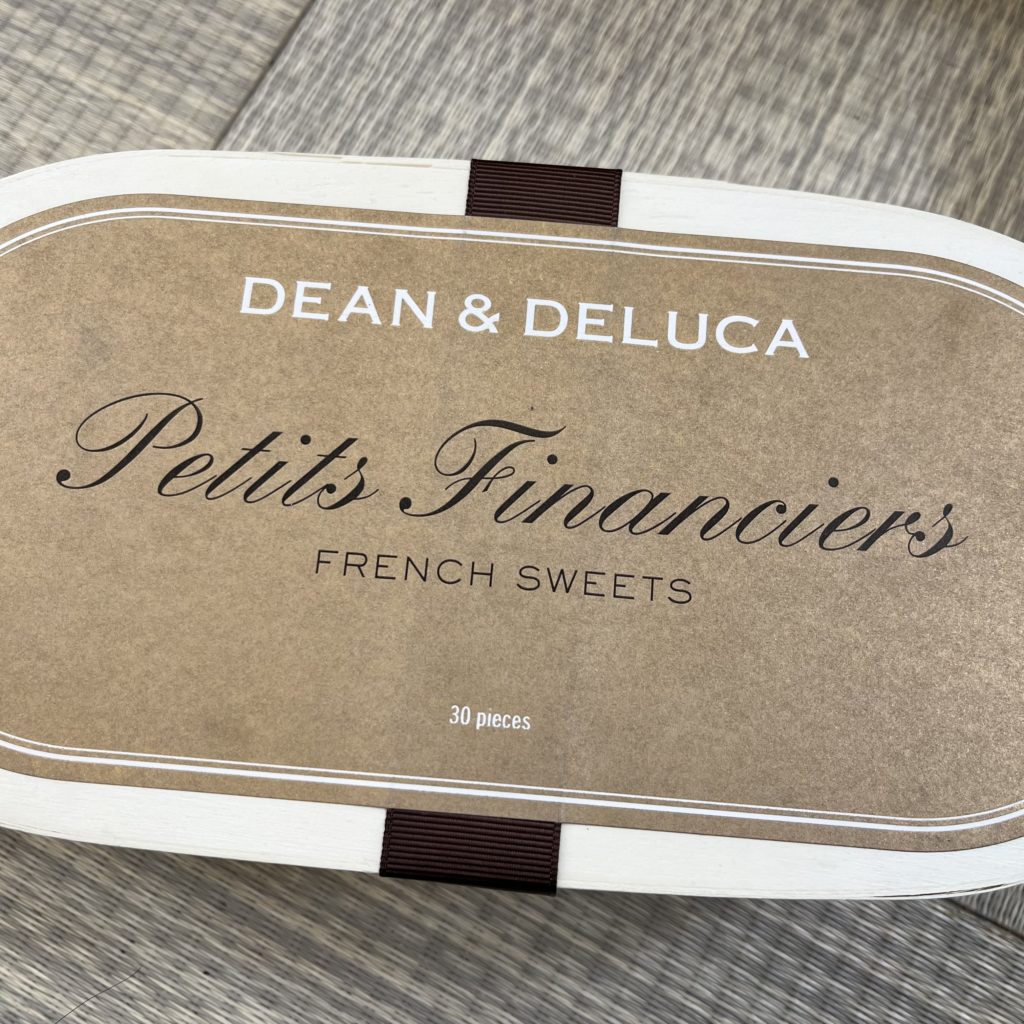 DEAN & DELUCA
Petits Financiers
FRENCH SWEETS
30 pieces